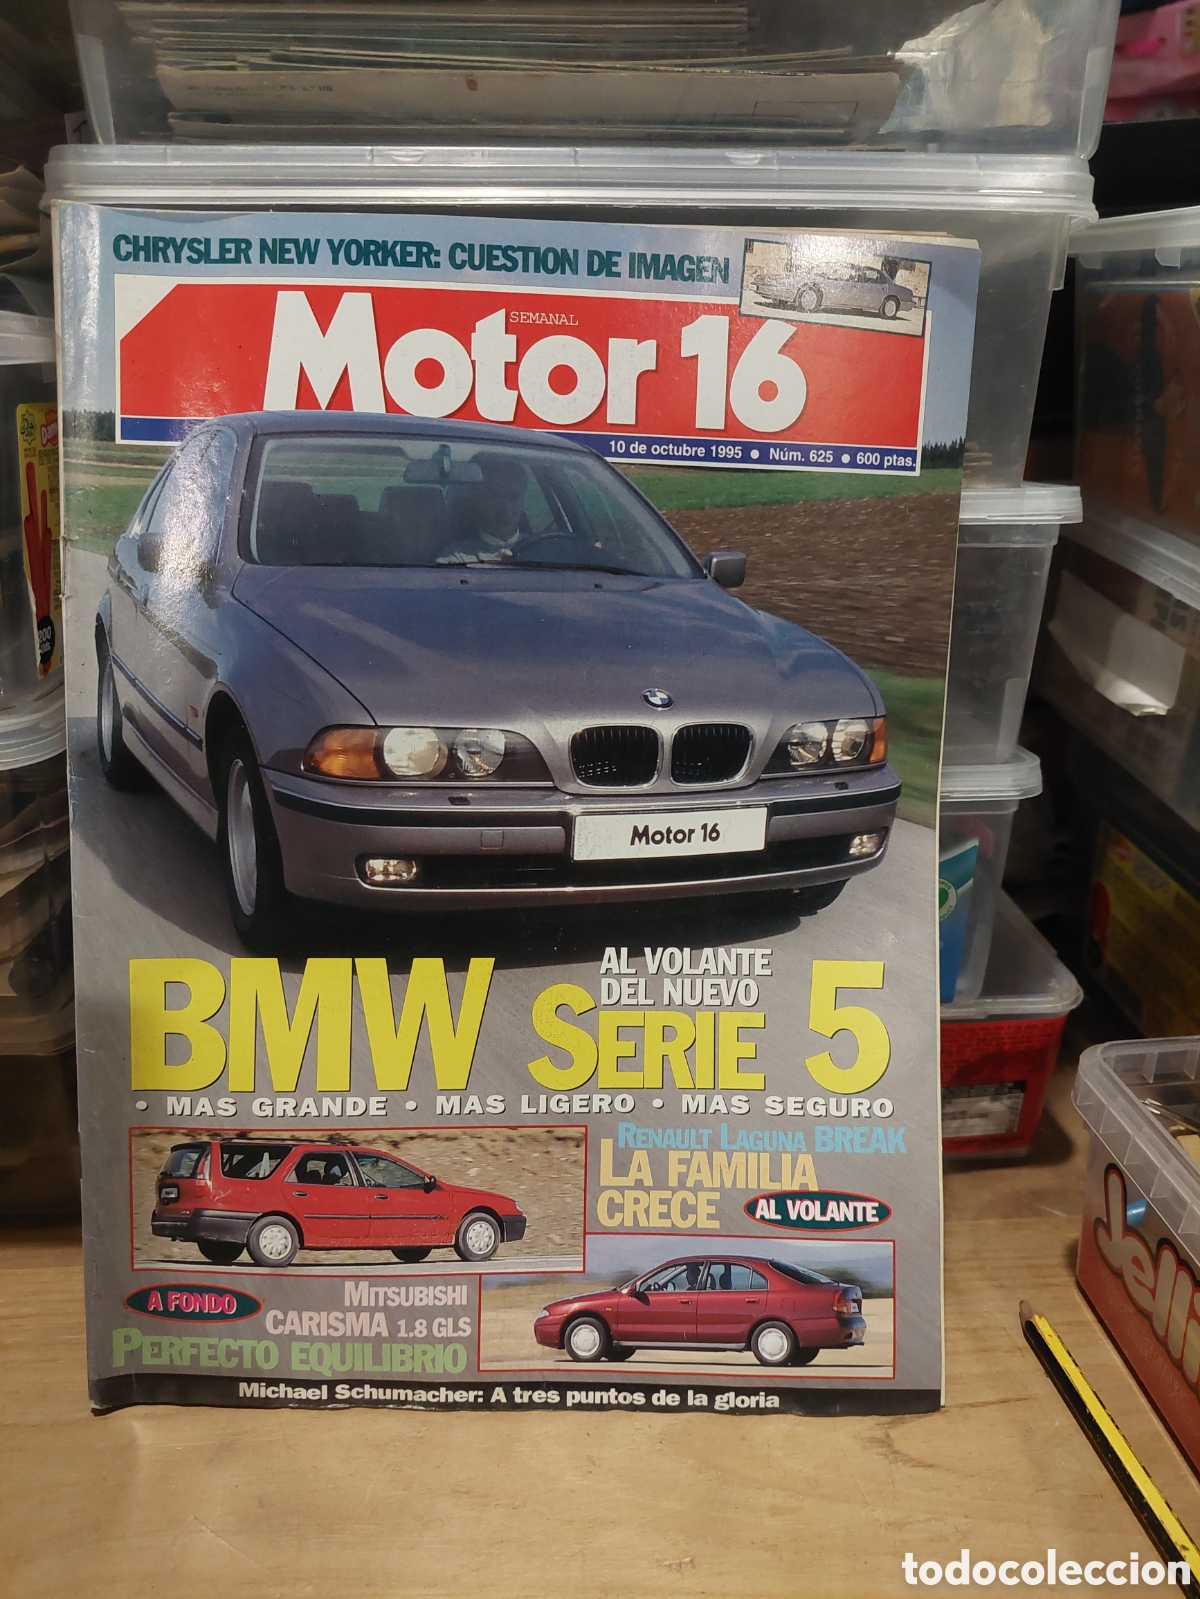 CHRYSLER NEW YORKER: CUESTION DE IMAGEN
SEMANAL
Motor 16
10 de octubre 1995 • Núm. 625 • 600 ptas.
Motor 16
AL VOLANTE
DEL NUEVO
BMW SERIE 5
• MAS GRANDE • MAS LIGERO • MAS SEGURO
RENAULT LAGUNA BREAK
LA FAMILIA
CRECE
AL VOLANTE
A FONDO
MITSUBISHI
CARISMA 1.8 GLS
PERFECTO EQUILIBRIO
Michael Schumacher: A tres puntos de la gloria
Jelli
todocoleccion